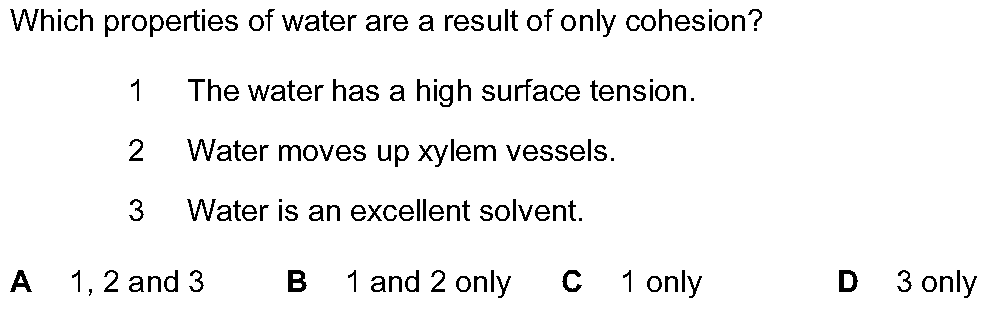 Which properties of water are a result of only cohesion?
1 The water has a high surface tension.
2 Water moves up xylem vessels.
3 Water is an excellent solvent.
A 1, 2 and 3 B 1 and 2 only C 1 only D 3 only